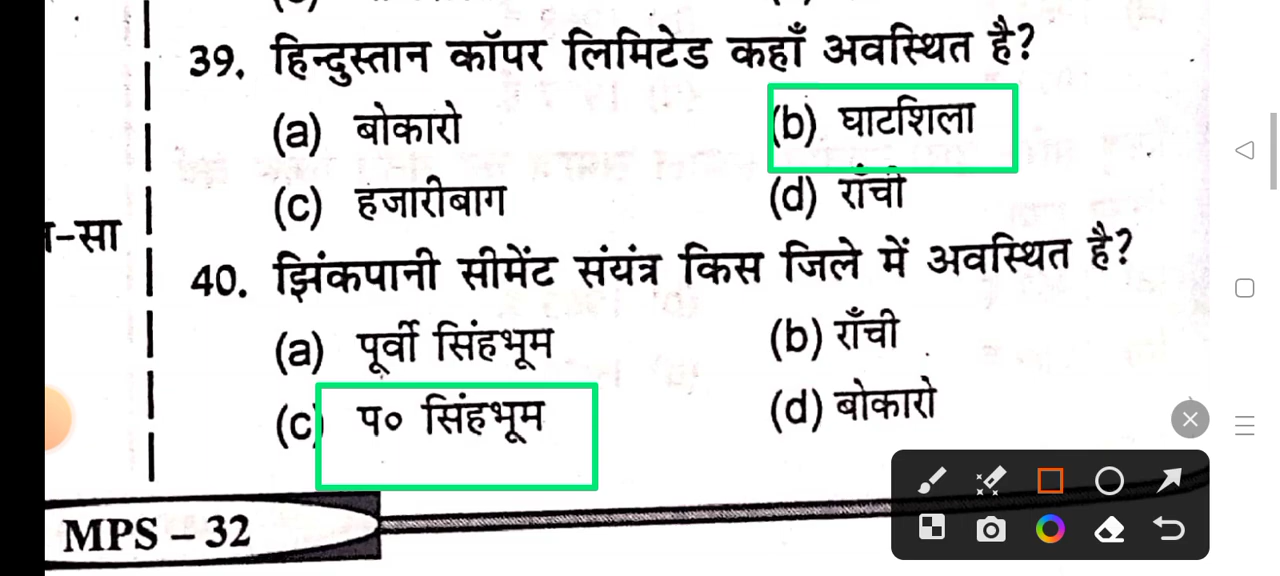 39. हिन्दुस्तान कॉपर लिमिटेड कहाँ अवस्थित है?
(a) बोकारो (b) घाटशिला
(c) हजारीबाग (d) राँची
-सा
40. झिंकपानी सीमेंट संयंत्र किस जिले में अवस्थित है?
(a) पूर्वी सिंहभूम (b) राँची
(c) प० सिंहभूम (d) बोकारो
MPS – 32